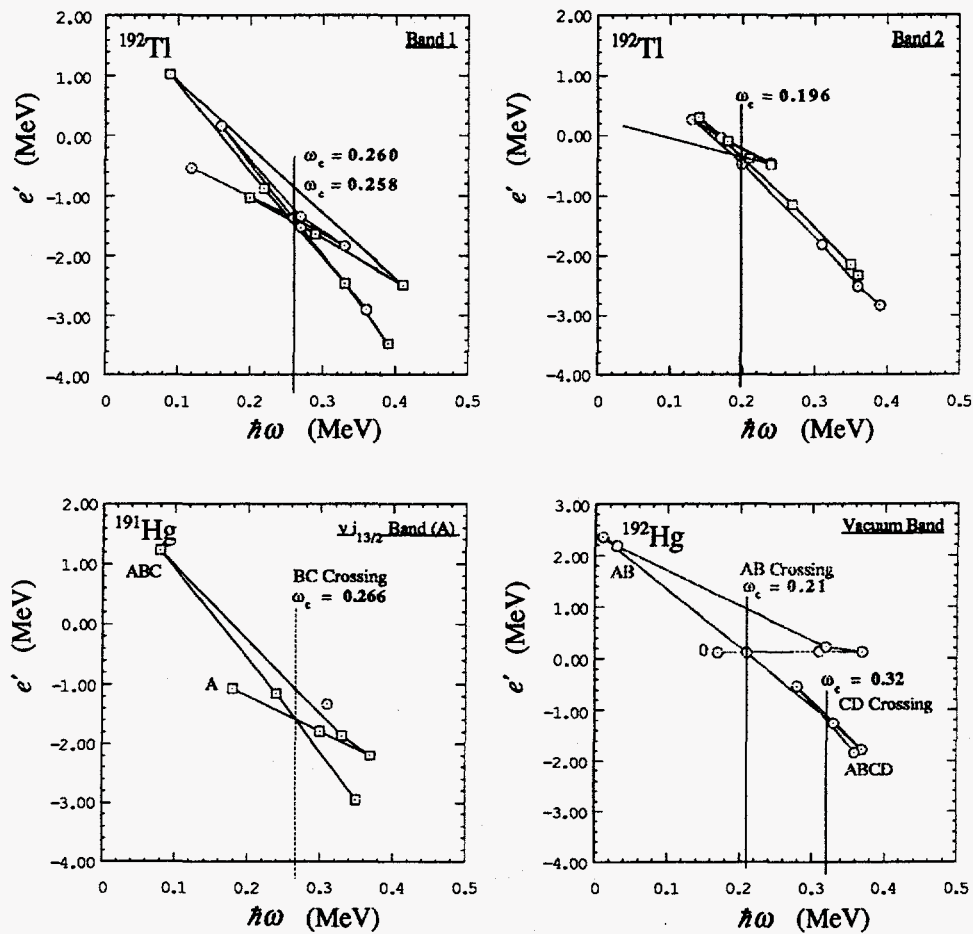 2.00
1.00
0.00
-1.00
-2.00
-3.00
-4.00
e′ (MeV)
¹⁹²Tl
Band 1
ω_c = 0.260
ω_c = 0.258
0 0.1 0.2 0.3 0.4 0.5
ħω (MeV)
2.00
1.00
0.00
-1.00
-2.00
-3.00
-4.00
e′ (MeV)
¹⁹²Tl
Band 2
ω_c = 0.196
0 0.1 0.2 0.3 0.4 0.5
ħω (MeV)
2.00
1.00
0.00
-1.00
-2.00
-3.00
-4.00
e′ (MeV)
¹⁹¹Hg
ν i₁₃/₂ Band (A)
ABC
BC Crossing
ω_c = 0.266
A
0 0.1 0.2 0.3 0.4 0.5
ħω (MeV)
3.00
2.00
1.00
0.00
-1.00
-2.00
-3.00
-4.00
e′ (MeV)
¹⁹²Hg
Vacuum Band
AB
AB Crossing
ω_c = 0.21
0
ω_c = 0.32
CD Crossing
ABCD
0 0.1 0.2 0.3 0.4 0.5
ħω (MeV)